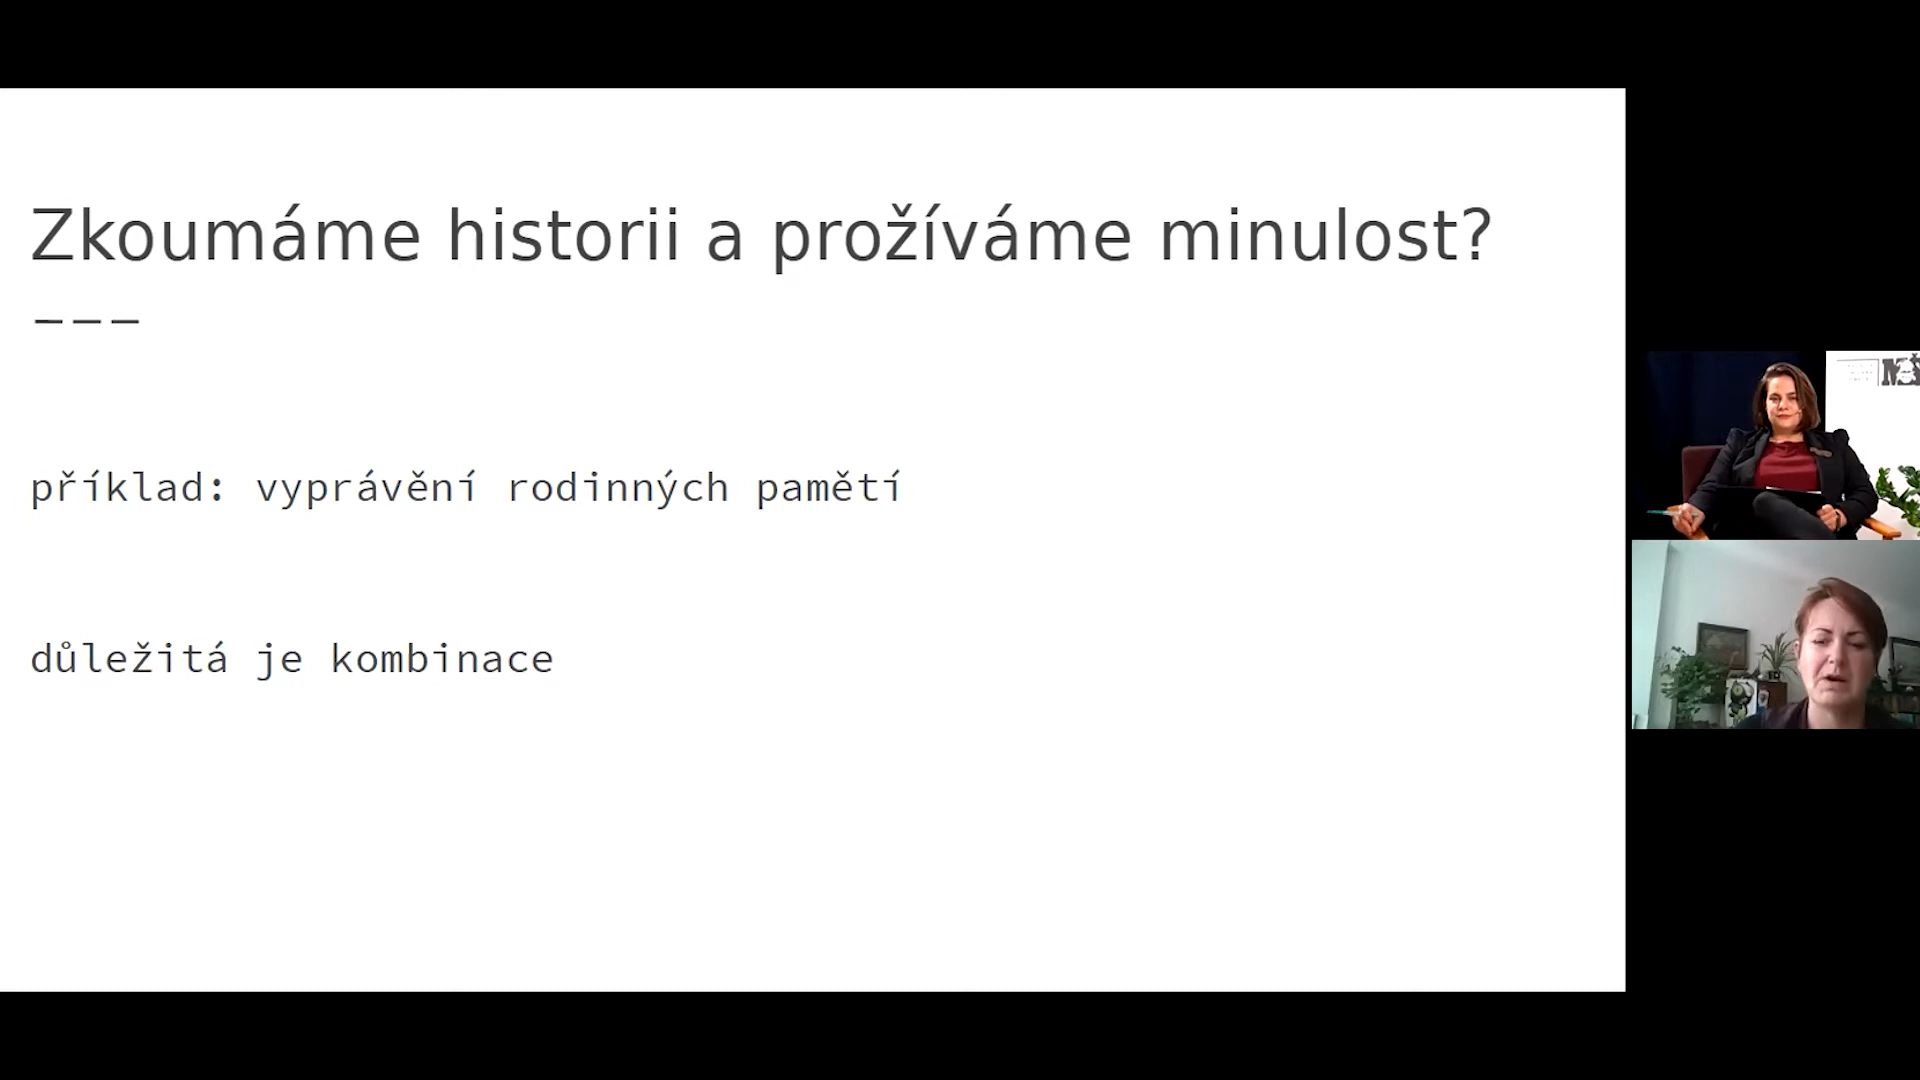 Zkoumáme historii a prožíváme minulost?
———
příklad: vyprávění rodinných pamětí
důležitá je kombinace